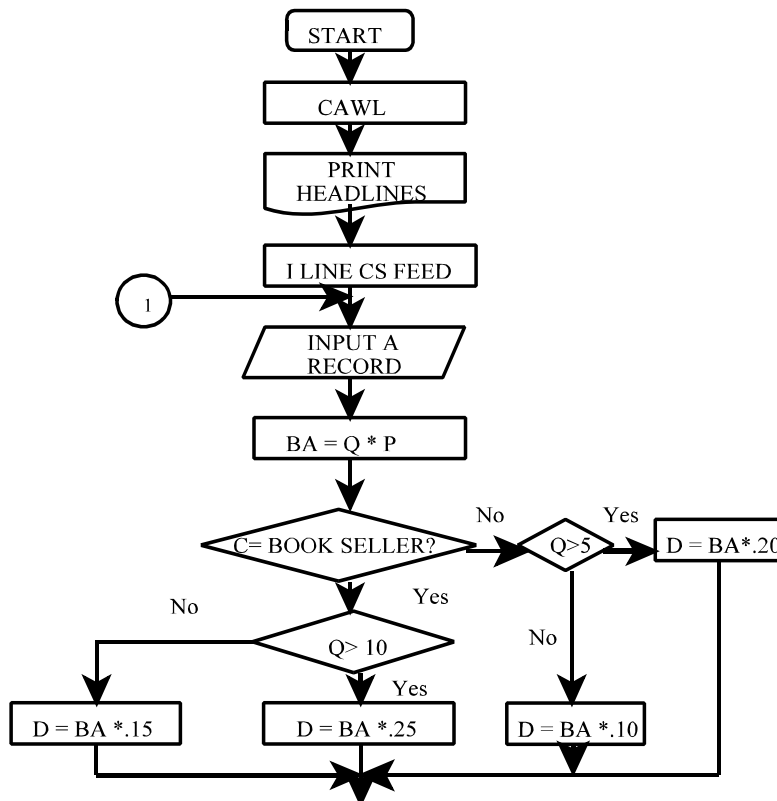 START
CAWL
PRINT
HEADLINES
I LINE CS FEED
1
INPUT A
RECORD
BA = Q * P
C= BOOK SELLER?
No
Q>5
Yes
D = BA*.20
Yes
No
Q> 10
No
Yes
D = BA *.15
D = BA *.25
D = BA *.10